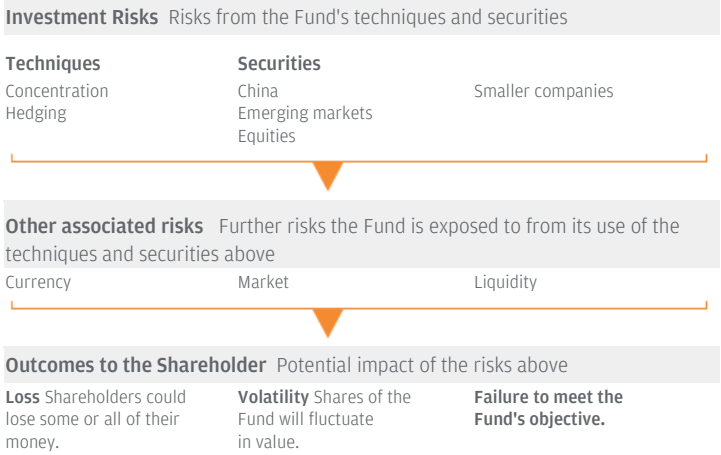 Investment Risks Risks from the Fund's techniques and securities
Techniques
Concentration
Hedging
Securities
China
Emerging markets
Equities
Smaller companies
Other associated risks Further risks the Fund is exposed to from its use of the
techniques and securities above
Currency
Market
Liquidity
Outcomes to the Shareholder Potential impact of the risks above
Loss Shareholders could
lose some or all of their
money.
Volatility Shares of the
Fund will fluctuate
in value.
Failure to meet the
Fund's objective.